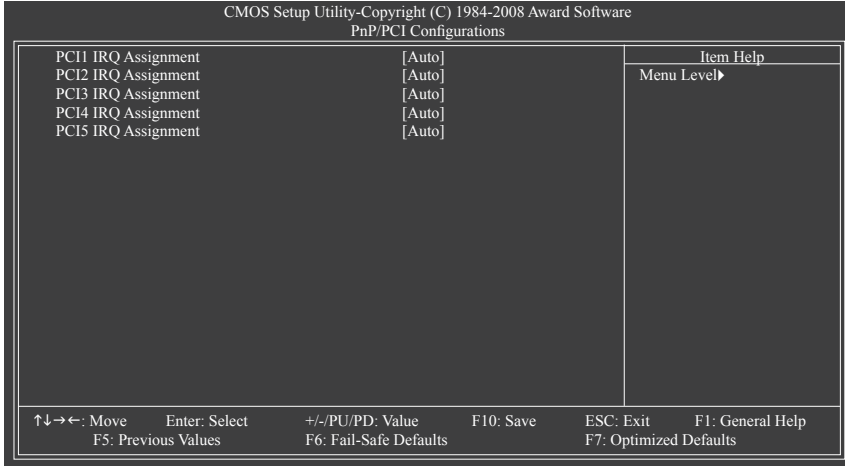 CMOS Setup Utility-Copyright (C) 1984-2008 Award Software
PnP/PCI Configurations
PCI1 IRQ Assignment [Auto]
PCI2 IRQ Assignment [Auto]
PCI3 IRQ Assignment [Auto]
PCI4 IRQ Assignment [Auto]
PCI5 IRQ Assignment [Auto]
Item Help
Menu Level▶
↑↓→←: Move Enter: Select +/-/PU/PD: Value F10: Save ESC: Exit F1: General Help
F5: Previous Values F6: Fail-Safe Defaults F7: Optimized Defaults